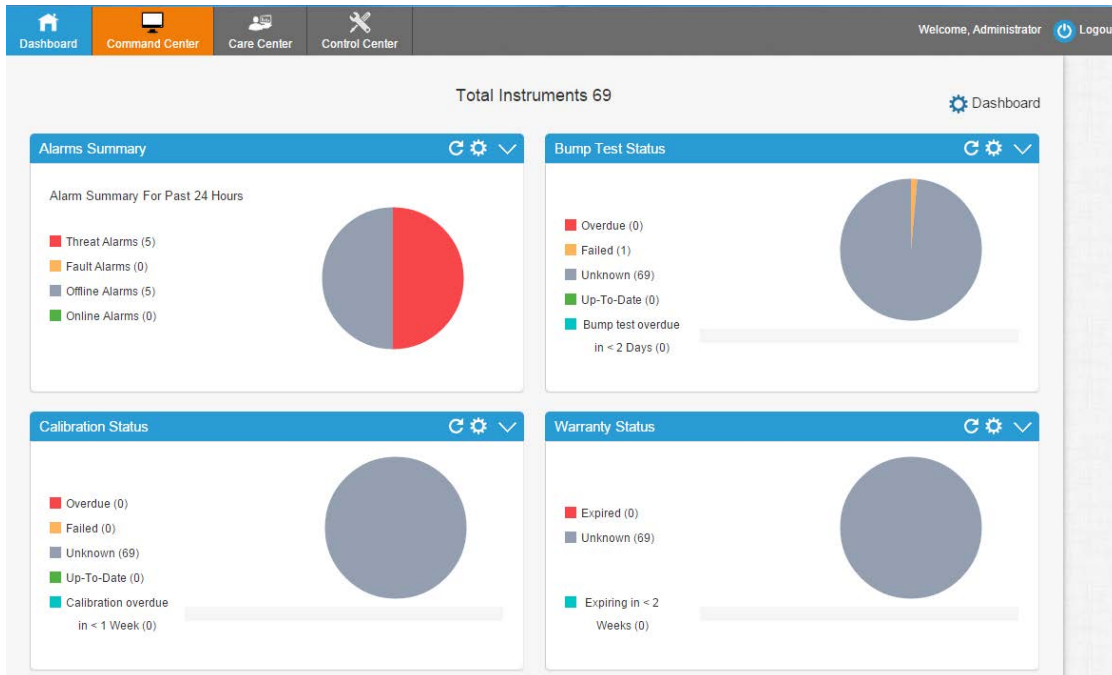 Dashboard
Command Center
Care Center
Control Center
Welcome, Administrator
Logou
Total Instruments 69
Dashboard
Alarms Summary
Alarm Summary For Past 24 Hours
Threat Alarms (5)
Fault Alarms (0)
Offline Alarms (5)
Online Alarms (0)
Bump Test Status
Overdue (0)
Failed (1)
Unknown (69)
Up-To-Date (0)
Bump test overdue
in < 2 Days (0)
Calibration Status
Overdue (0)
Failed (0)
Unknown (69)
Up-To-Date (0)
Calibration overdue
in < 1 Week (0)
Warranty Status
Expired (0)
Unknown (69)
Expiring in < 2
Weeks (0)